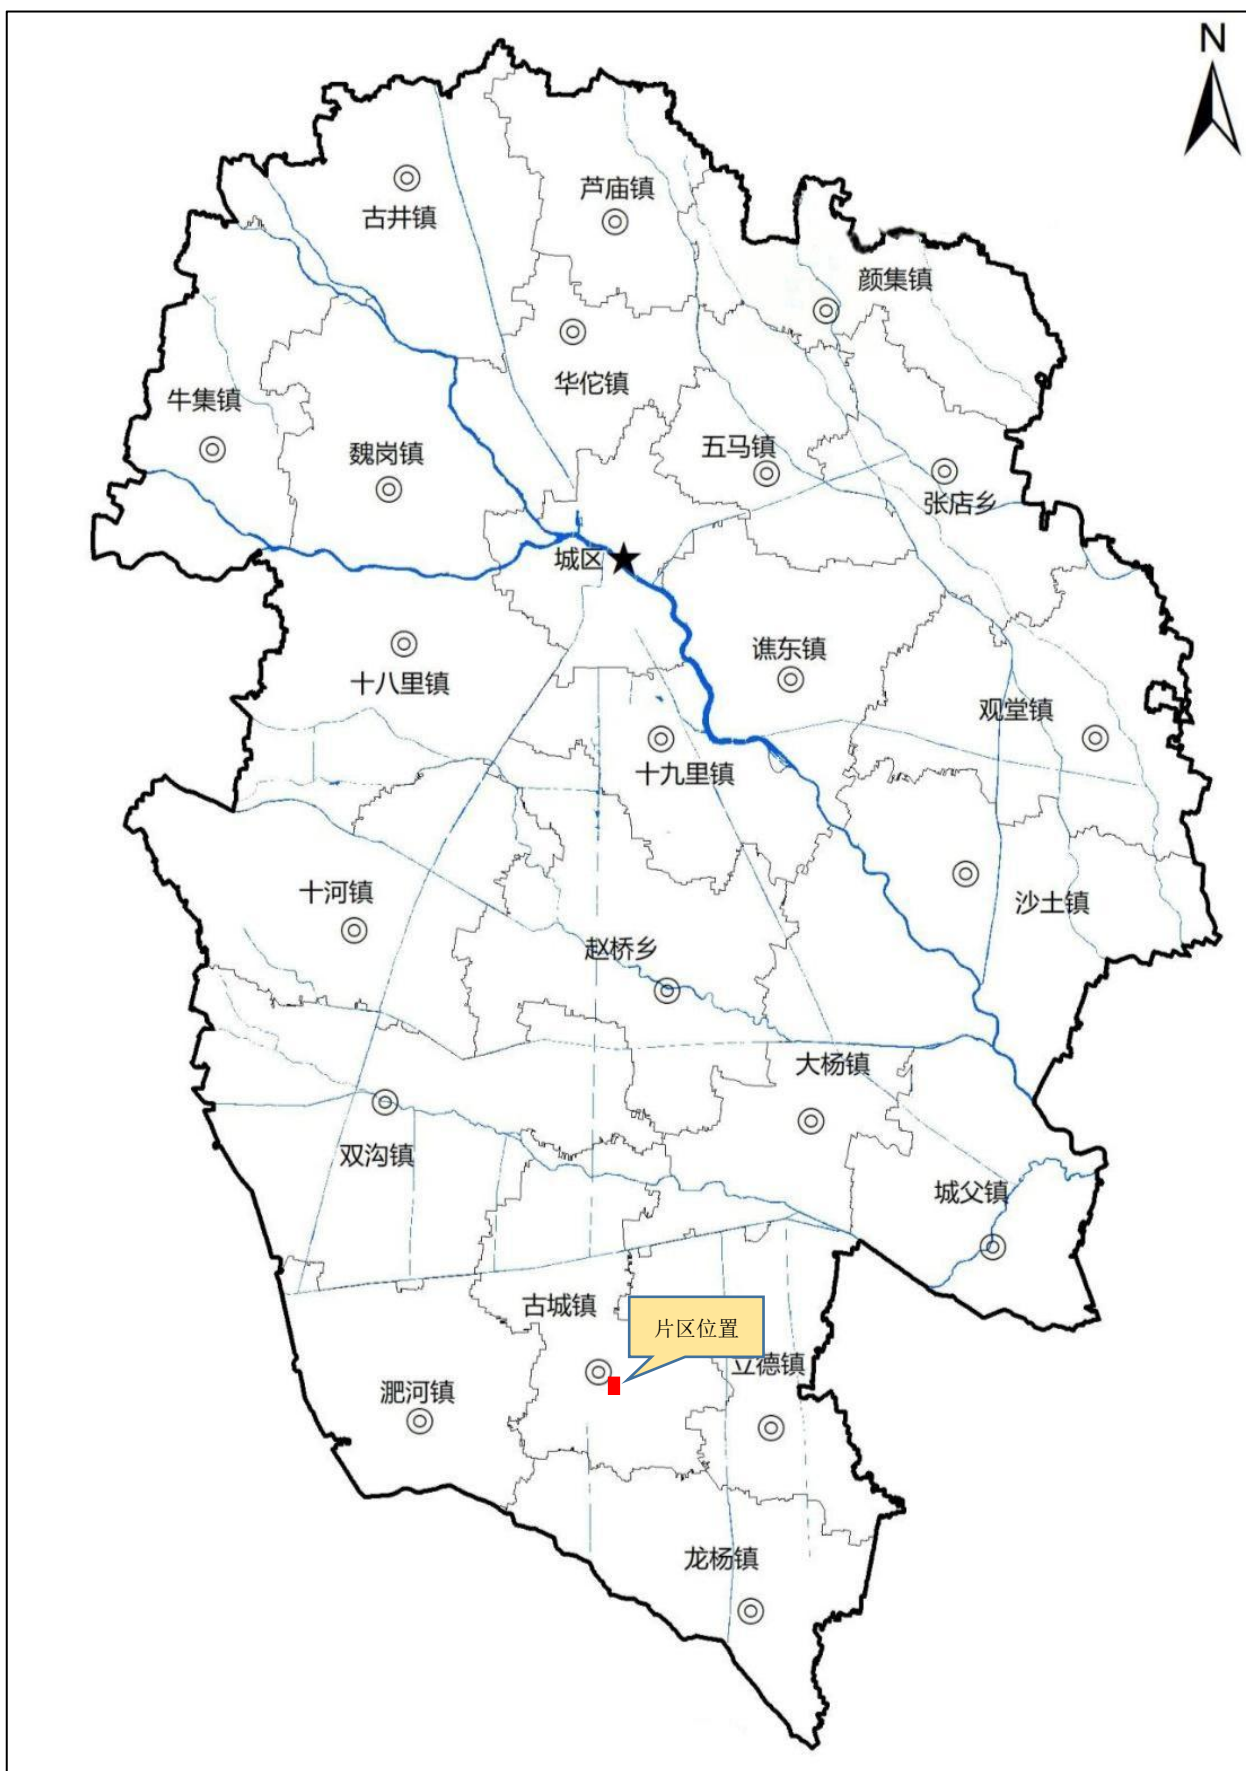 N
芦庙镇
古井镇
颜集镇
华佗镇
牛集镇
五马镇
魏岗镇
张店乡
城区
谯东镇
十八里镇
观堂镇
十九里镇
十河镇
沙土镇
赵桥乡
大杨镇
双沟镇
城父镇
古城镇
片区位置
立德镇
淝河镇
龙杨镇